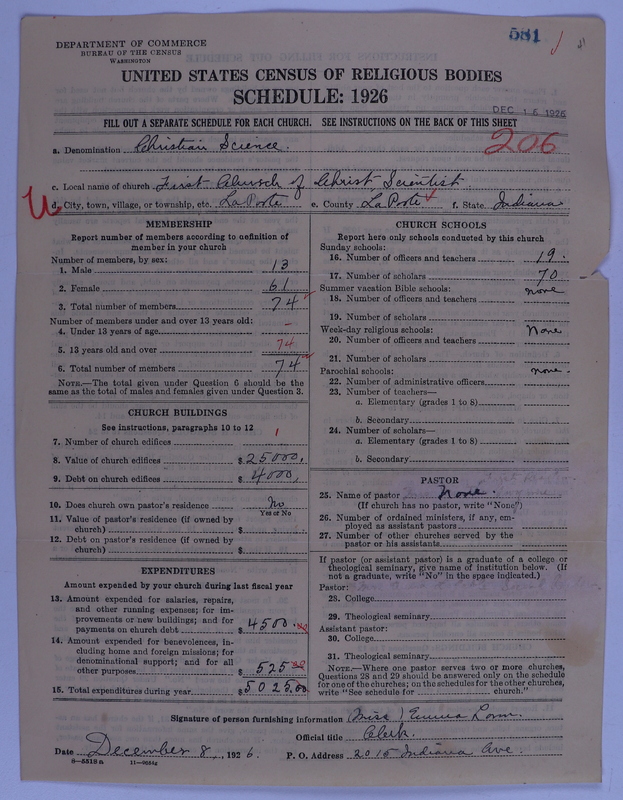 581
DEPARTMENT OF COMMERCE
BUREAU OF THE CENSUS
WASHINGTON
UNITED STATES CENSUS OF RELIGIOUS BODIES
SCHEDULE: 1926
DEC 16 1926
FILL OUT A SEPARATE SCHEDULE FOR EACH CHURCH. SEE INSTRUCTIONS ON THE BACK OF THIS SHEET
206
a. Denomination Christian Science.
c. Local name of church First Church of Christ Scientist.
U
d. City, town, village, or township, etc. LaPorte e. County LaPorte f. State Indiana
MEMBERSHIP
Report number of members according to definition of
member in your church
Number of members, by sex:
1. Male 13
2. Female 61
3. Total number of members 74
Number of members under and over 13 years old:
4. Under 13 years of age -
5. 13 years old and over 74
6. Total number of members 74
NOTE.—The total given under Question 6 should be
same as the total of males and females given under Question 3.
CHURCH BUILDINGS
See instructions, paragraphs 10 to 12
7. Number of church edifices 1
8. Value of church edifices $25000.
9. Debt on church edifices $4000.
10. Does church own pastor's residence No
Yes or No
11. Value of pastor's residence (if owned by
church) $
12. Debt on pastor's residence (if owned by
church) $
EXPENDITURES
Amount expended by your church during last fiscal year
13. Amount expended for salaries, repairs,
and other running expenses; for im-
provements or new buildings; and for
payments on church debt $4500.00
14. Amount expended for benevolences, in-
cluding home and foreign missions; for
denominational support; and for all
other purposes $525.00
15. Total expenditures during year $5025.00
CHURCH SCHOOLS
Report here only schools conducted by this church
Sunday schools:
16. Number of officers and teachers 19.
17. Number of scholars 70
Summer vacation Bible schools: none
18. Number of officers and teachers
19. Number of scholars
Week-day religious schools: None
20. Number of officers and teachers
21. Number of scholars
Parochial schools: none.
22. Number of administrative officers
23. Number of teachers—
a. Elementary (grades 1 to 8)
b. Secondary
24. Number of scholars—
a. Elementary (grades 1 to 8)
b. Secondary
PASTOR
25. Name of pastor None.
(If church has no pastor, write "None")
26. Number of ordained ministers, if any, em-
ployed as assistant pastors
27. Number of other churches served by the
pastor or his assistants
If pastor (or assistant pastor) is a graduate of a college or
theological seminary, give name of institution below. (If
not a graduate, write "No" in the space indicated.)
Pastor:
28. College
29. Theological seminary
Assistant pastor:
30. College
31. Theological seminary
NOTE.—Where one pastor serves two or more churches,
Questions 28 and 29 should be answered only on the schedule
for one of the churches; on the schedules for the other churches,
write "See schedule for church."
Signature of person furnishing information (Miss) Emma
Official title Clerk.
Date December 8, 1926. P. O. Address 2015 Indiana Ave.
8—5518a 11—9654g